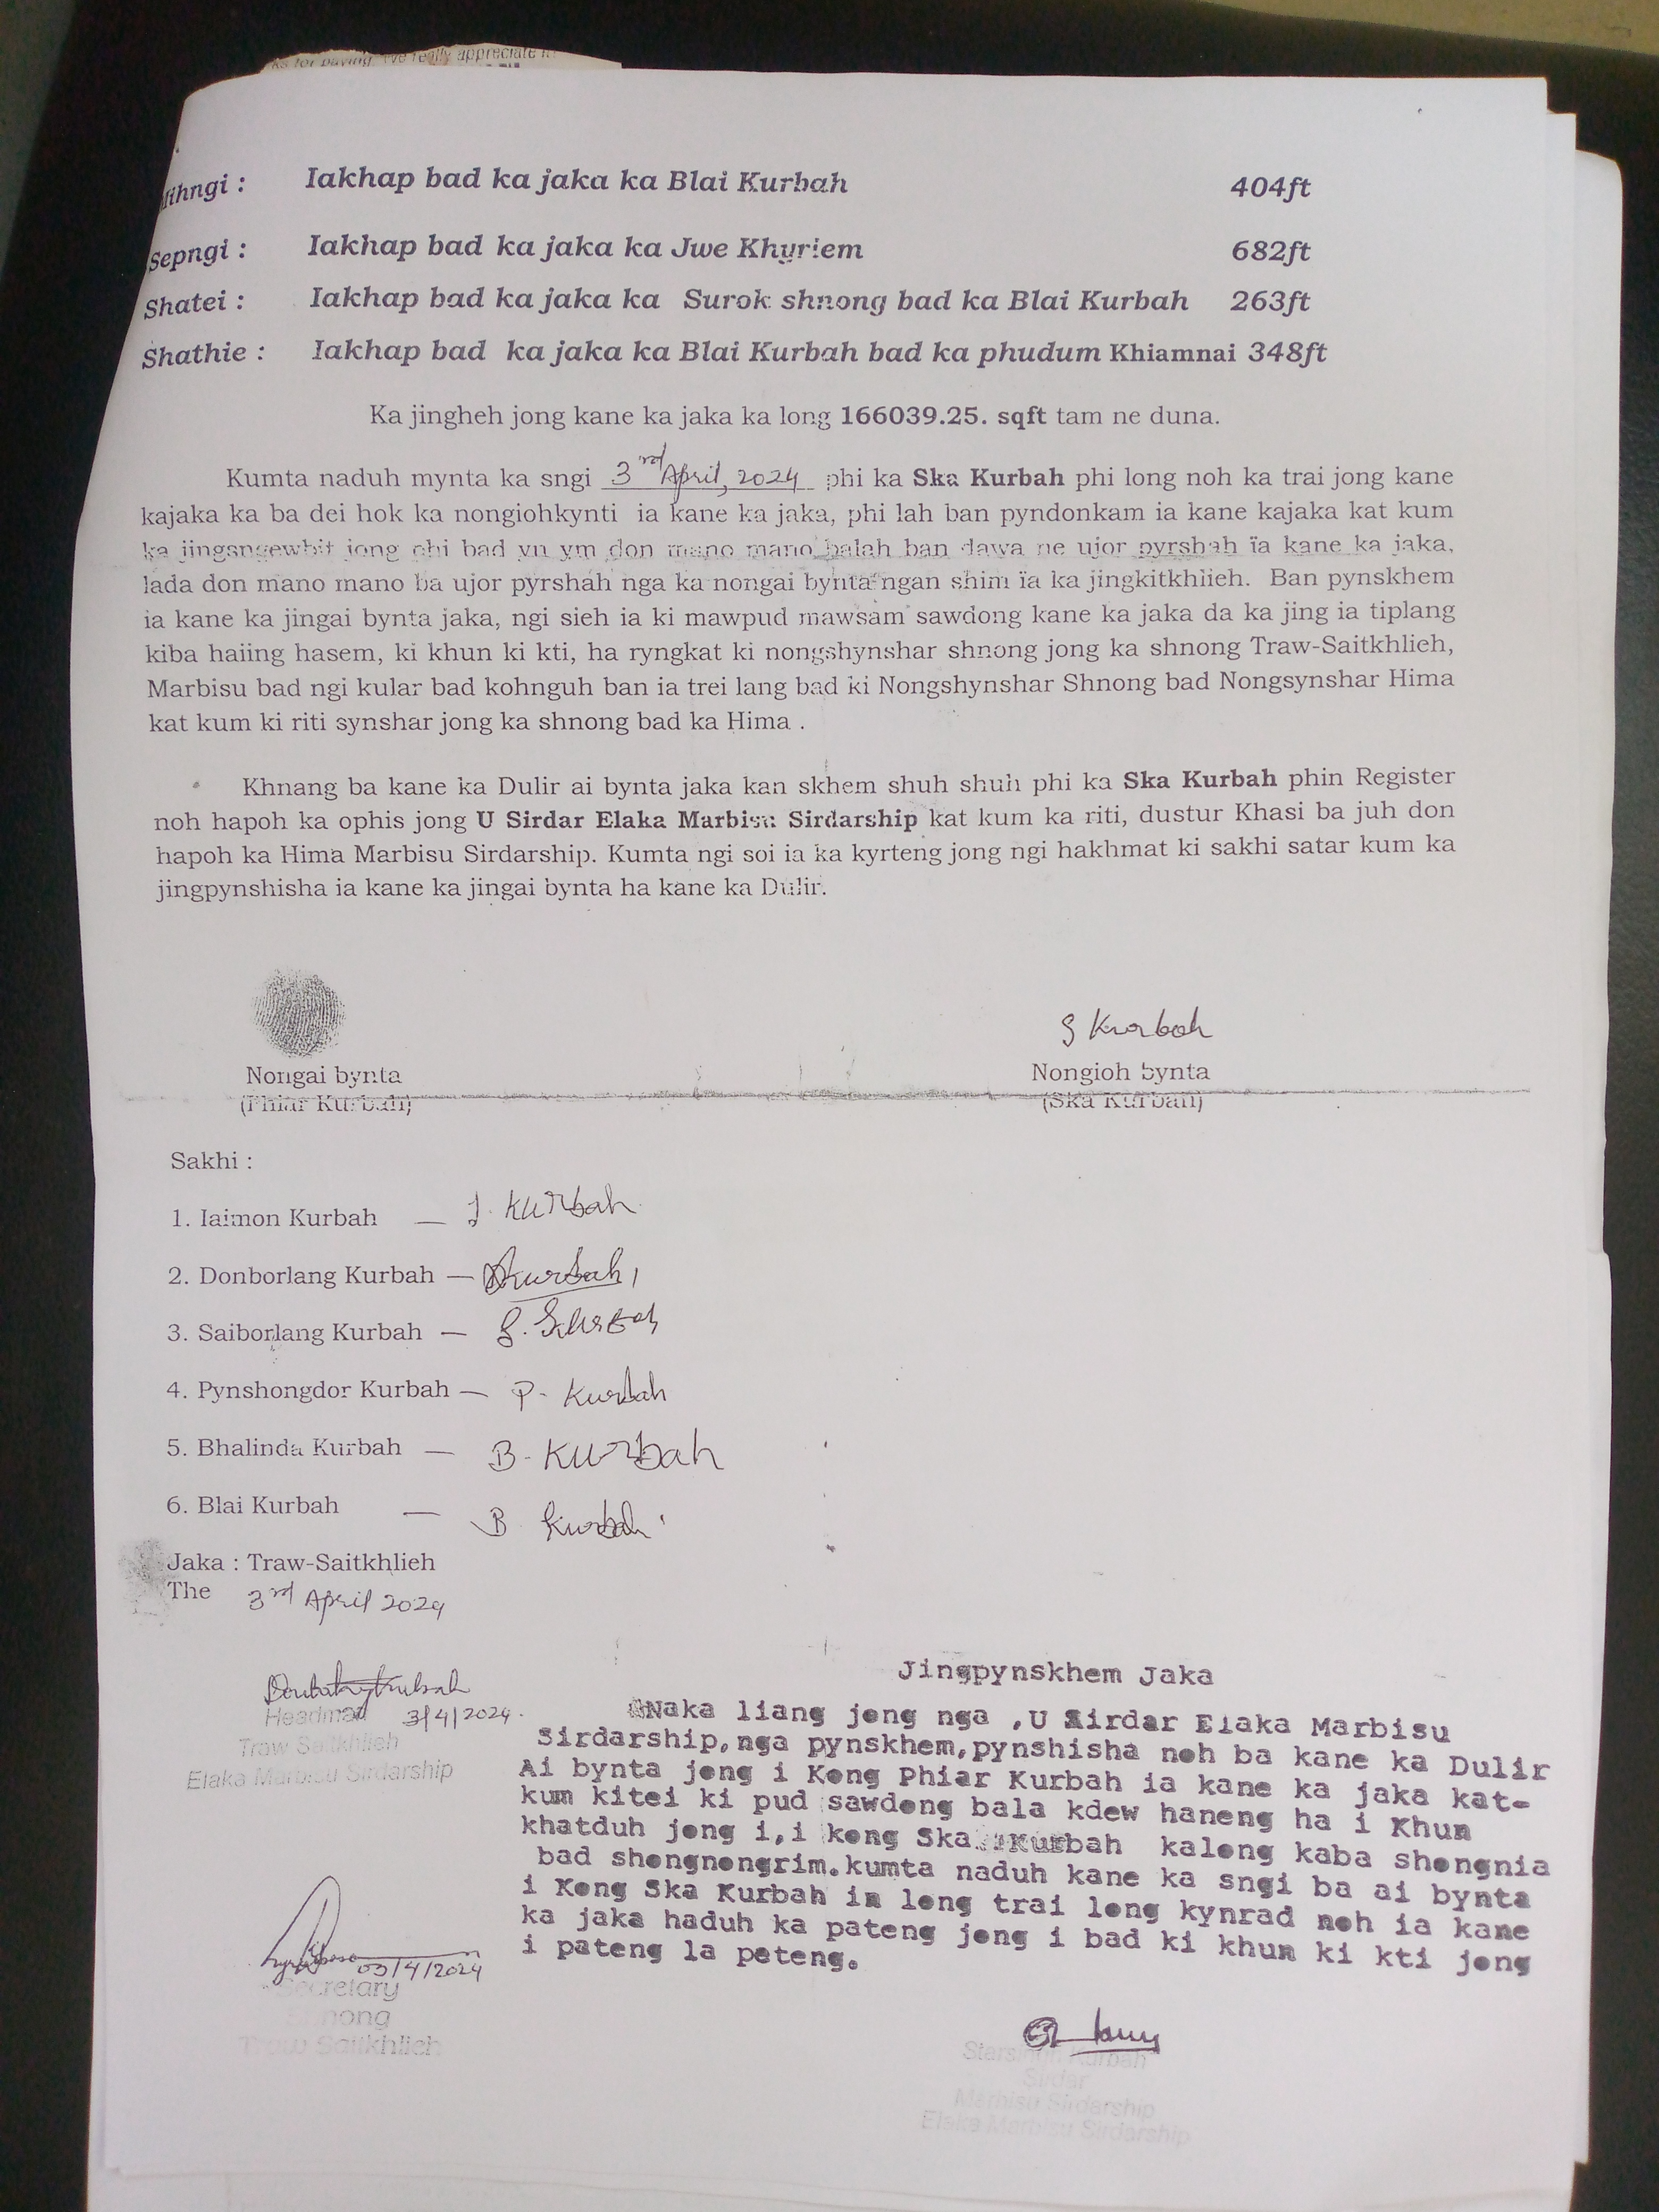 ks for buying. We really appreciate it
Mihngi : Iakhap bad ka jaka ka Blai Kurbah 404ft
Sepngi : Iakhap bad ka jaka ka Jwe Khyriem 682ft
Shatei : Iakhap bad ka jaka ka Surok shnong bad ka Blai Kurbah 263ft
Shathie : Iakhap bad ka jaka ka Blai Kurbah bad ka phudum Khiamnai 348ft
Ka jingheh jong kane ka jaka ka long 166039.25. sqft tam ne duna.
Kumta naduh mynta ka sngi 3rd April, 2024 phi ka Ska Kurbah phi long noh ka trai jong kane
kajaka ka ba dei hok ka nongiohkynti ia kane ka jaka, phi lah ban pyndonkam ia kane kajaka kat kum
ka jingsngewbit jong phi bad yn ym don mano mano balah ban dawa ne ujor pyrshah ïa kane ka jaka,
lada don mano mano ba ujor pyrshah nga ka nongai bynta ngan shim ïa ka jingkitkhlieh. Ban pynskhem
ia kane ka jingai bynta jaka, ngi sieh ia ki mawpud mawsam sawdong kane ka jaka da ka jing ia tiplang
kiba haiing hasem, ki khun ki kti, ha ryngkat ki nongshynshar shnong jong ka shnong Traw-Saitkhlieh,
Marbisu bad ngi kular bad kohnguh ban ia trei lang bad ki Nongshynshar Shnong bad Nongsynshar Hima
kat kum ki riti synshar jong ka shnong bad ka Hima .
Khnang ba kane ka Dulir ai bynta jaka kan skhem shuh shuh phi ka Ska Kurbah phin Register
noh hapoh ka ophis jong U Sirdar Elaka Marbisu Sirdarship kat kum ka riti, dustur Khasi ba juh don
hapoh ka Hima Marbisu Sirdarship. Kumta ngi soi ia ka kyrteng jong ngi hakhmat ki sakhi satar kum ka
jingpynshisha ia kane ka jingai bynta ha kane ka Dulir.
S Kurbah
Nongai bynta Nongioh bynta
(Phiar Kurbah) (Ska Kurbah)
Sakhi :
1. Iaimon Kurbah — I. Kurbah
2. Donborlang Kurbah — DKurbah
3. Saiborlang Kurbah — S. Kurbah
4. Pynshongdor Kurbah — P. Kurbah
5. Bhalinda Kurbah — B. Kurbah
6. Blai Kurbah — B Kurbah
Jaka : Traw-Saitkhlieh
The 3rd April 2024
Headman 3/4/2024.
Traw Saitkhlieh
Elaka Marbisu Sirdarship
03/4/2024
Secretary
Shnong
Traw Saitkhlieh
Jingpynskhem Jaka
Naka liang jong nga ,U Sirdar Elaka Marbisu
Sirdarship,nga pynskhem,pynshisha noh ba kane ka Dulir
Ai bynta jong i Kong Phiar Kurbah ia kane ka jaka kat-
kum kitei ki pud sawdong bala kdew haneng ha i Khun
khatduh jong i,i kong Ska Kurbah kalong kaba shongnia
bad shongnongrim.kumta naduh kane ka sngi ba ai bynta
i Kong Ska Kurbah in long trai long kynrad noh ia kane
ka jaka haduh ka pateng jong i bad ki khun ki kti jong
i pateng la peteng.
Starsingh Kurbah
Sirdar
Marbisu Sirdarship
Elaka Marbisu Sirdarship